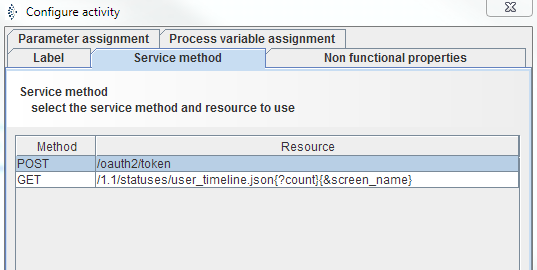 Configure activity
Parameter assignment Process variable assignment
Label Service method Non functional properties
Service method
select the service method and resource to use
Method Resource
POST /oauth2/token
GET /1.1/statuses/user_timeline.json{?count}{&screen_name}